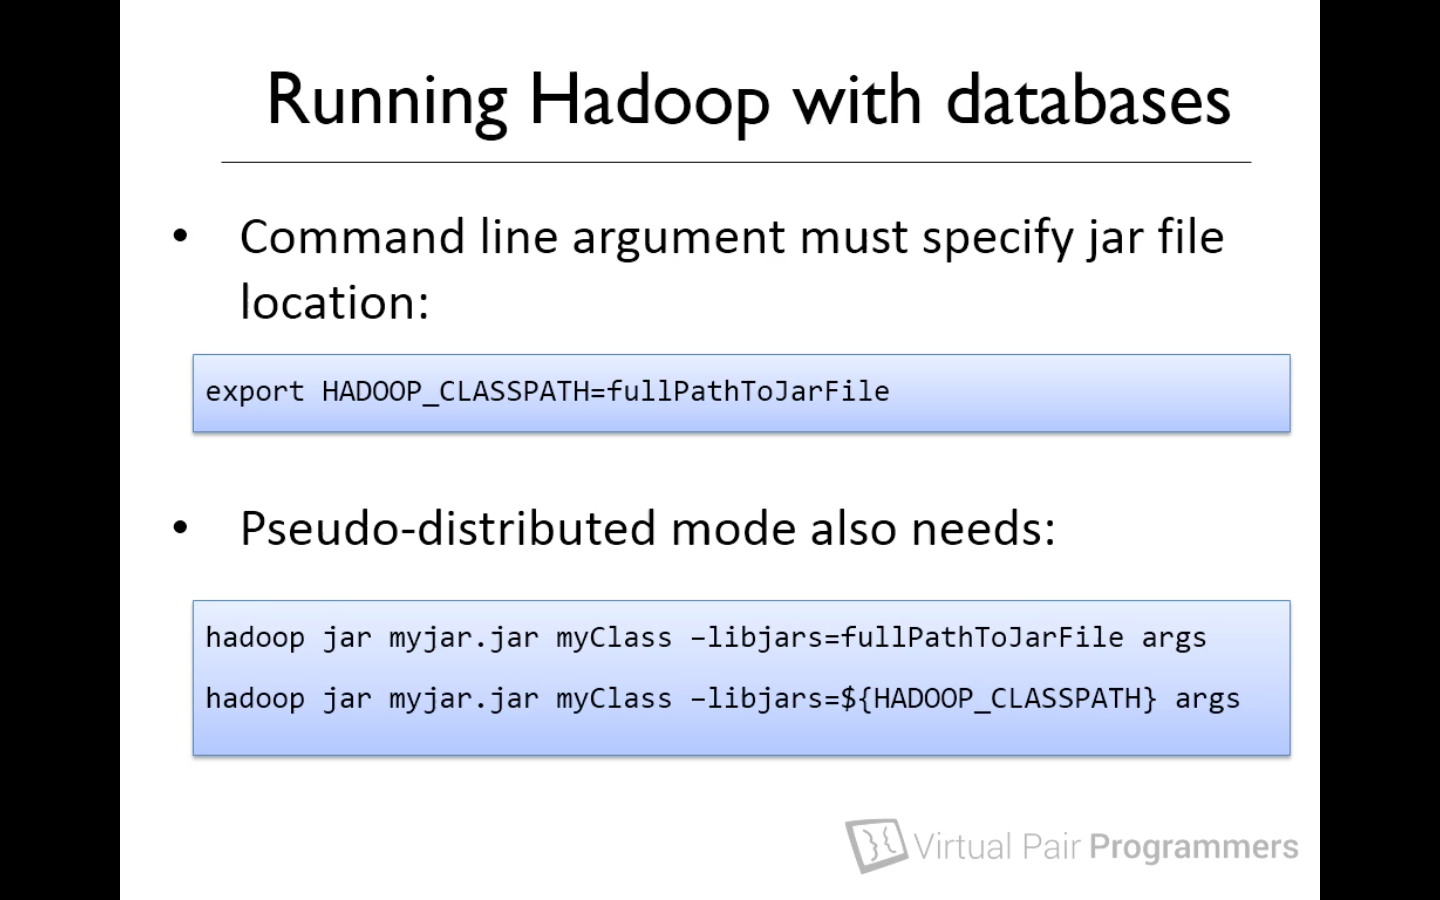 Running Hadoop with databases
• Command line argument must specify jar file
location:
export HADOOP_CLASSPATH=fullPathToJarFile
• Pseudo-distributed mode also needs:
hadoop jar myjar.jar myClass –libjars=fullPathToJarFile args
hadoop jar myjar.jar myClass –libjars=${HADOOP_CLASSPATH} args
Virtual Pair Programmers